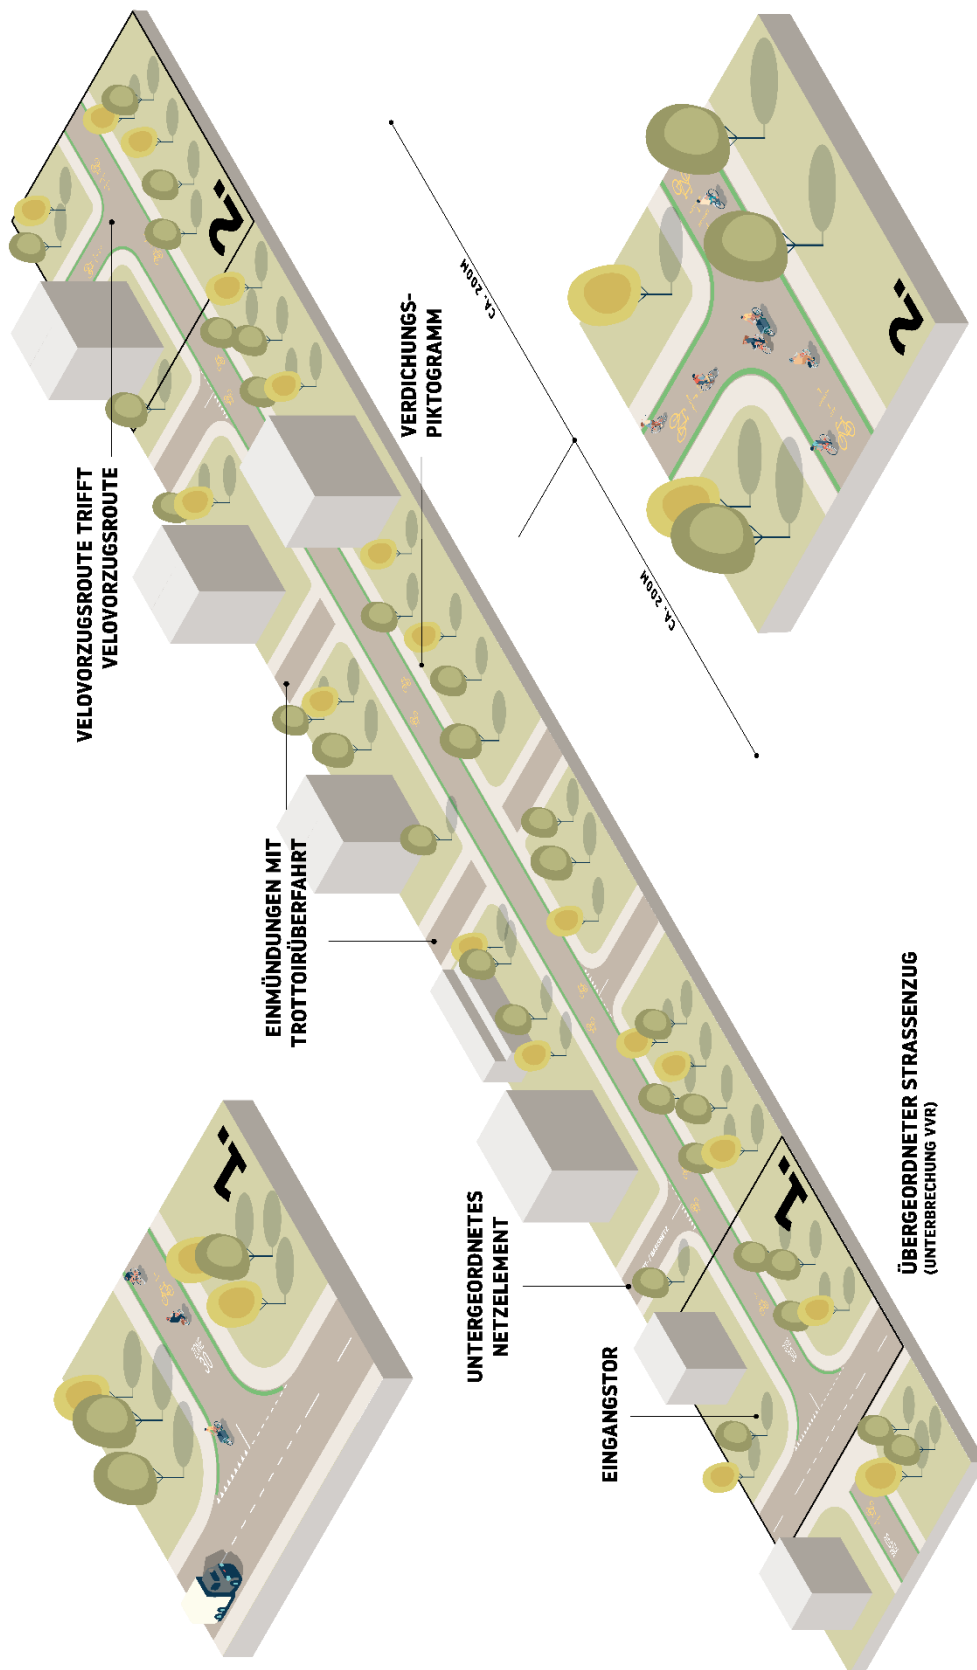 VELOVORZUGSROUTE TRIFFT
VELOVORZUGSROUTE
1.
2.
EINMÜNDUNGEN MIT
TROTTOIRÜBERFAHRT
VERDICHUNGS-
PIKTOGRAMM
CA. 200M
UNTERGEORDNETES
NETZELEMENT
EINGANGSTOR
CA. 200M
1.
ÜBERGEORDNETER STRASSENZUG
(UNTERBRECHUNG VVR)
2.